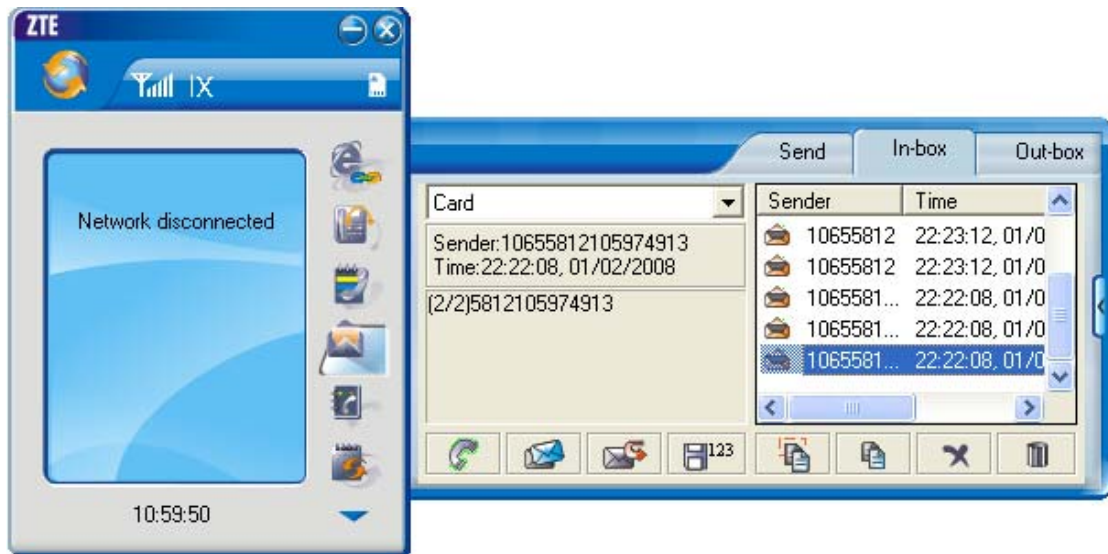 ZTE
1X
Network disconnected
10:59:50
Send In-box Out-box
Card
Sender:10655812105974913
Time:22:22:08, 01/02/2008
(2/2)5812105974913
Sender Time
10655812 22:23:12, 01/0
10655812 22:23:12, 01/0
1065581... 22:22:08, 01/0
1065581... 22:22:08, 01/0
1065581... 22:22:08, 01/0
123